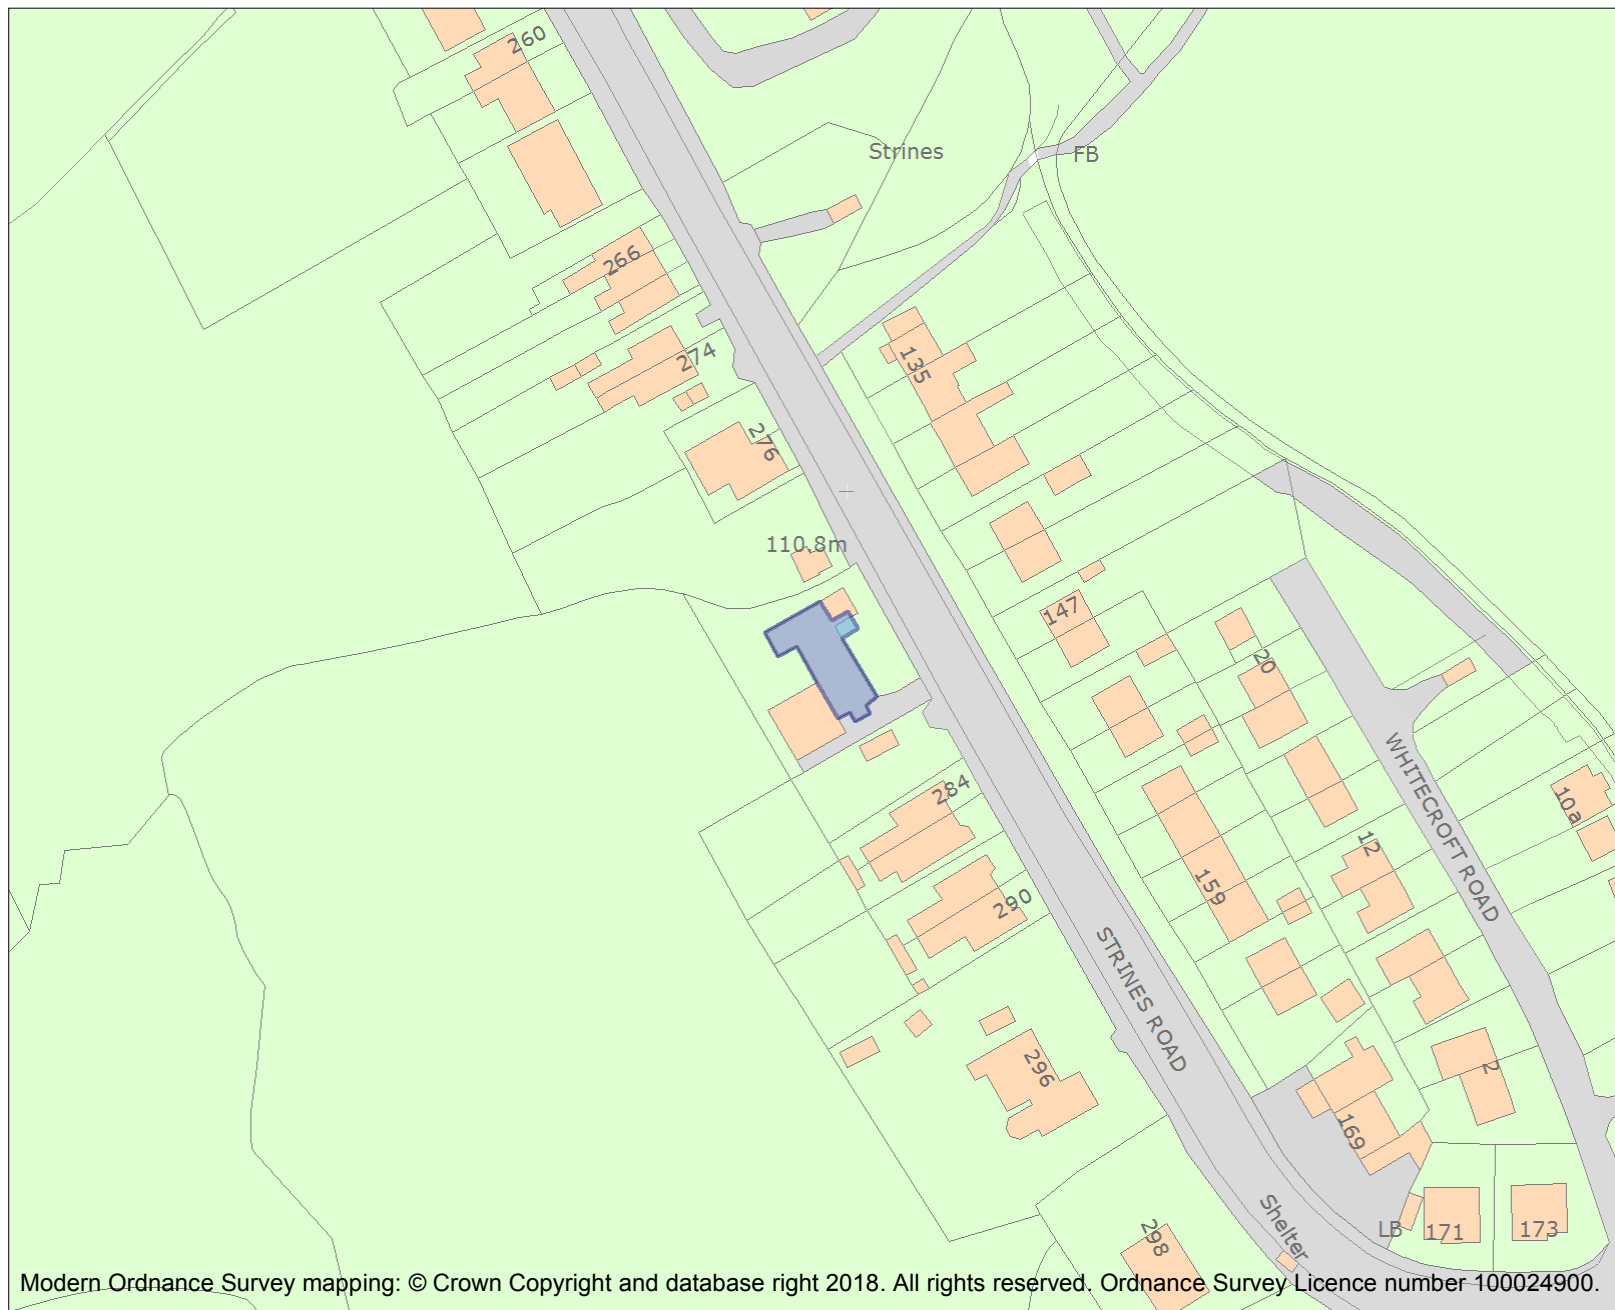 260
Strines
FB
266
274
135
276
110.8m
147
20
WHITECROFT ROAD
284
10a
12
159
290
STRINES ROAD
296
2
169
Shelter
298
LB
171
173
Modern Ordnance Survey mapping: © Crown Copyright and database right 2018. All rights reserved. Ordnance Survey Licence number 100024900.